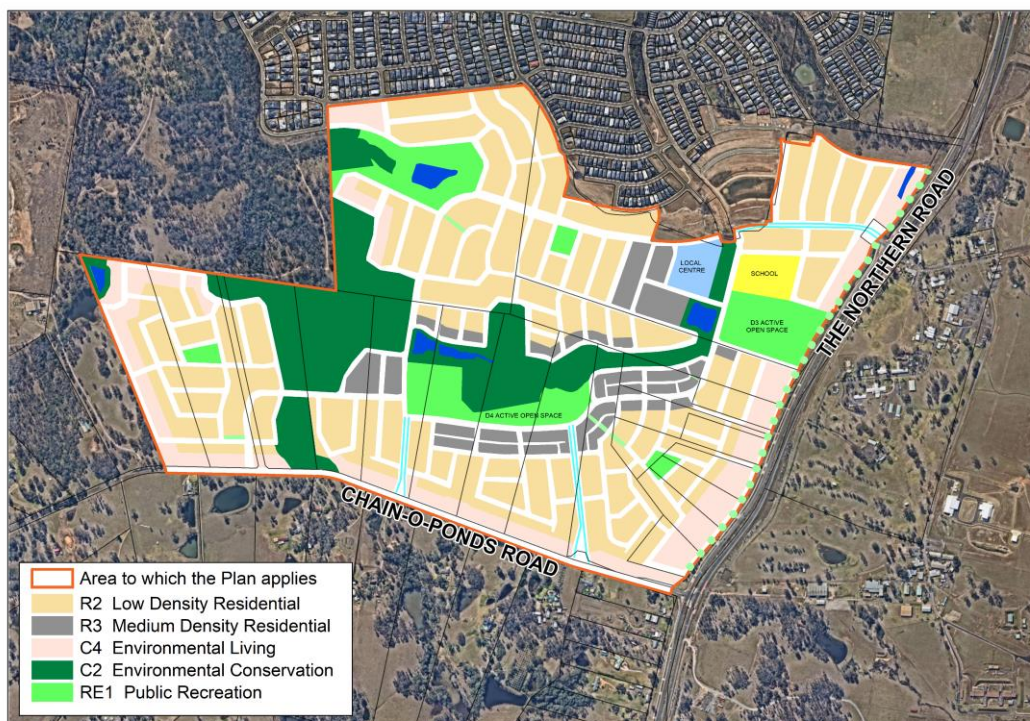 LOCAL
CENTRE
SCHOOL
D3 ACTIVE
OPEN SPACE
THE NORTHERN ROAD
D4 ACTIVE OPEN SPACE
CHAIN-O-PONDS ROAD
Area to which the Plan applies
R2 Low Density Residential
R3 Medium Density Residential
C4 Environmental Living
C2 Environmental Conservation
RE1 Public Recreation